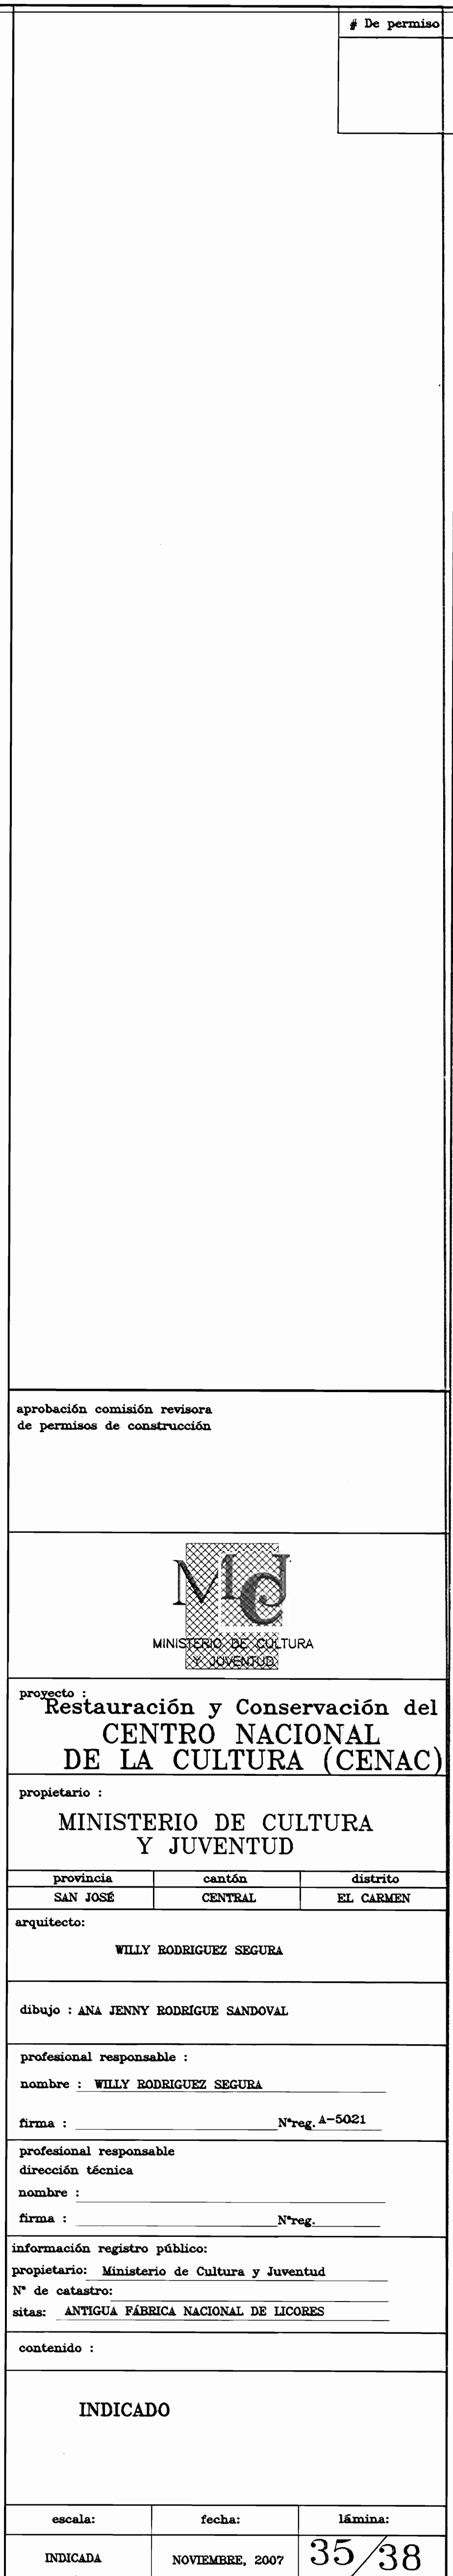 # De permiso
aprobación comisión revisora
de permisos de construcción
MCJ
MINISTERIO DE CULTURA
Y JUVENTUD
proyecto :
Restauración y Conservación del
CENTRO NACIONAL
DE LA CULTURA (CENAC)
propietario :
MINISTERIO DE CULTURA
Y JUVENTUD
provincia cantón distrito
SAN JOSÉ CENTRAL EL CARMEN
arquitecto:
WILLY RODRIGUEZ SEGURA
dibujo : ANA JENNY RODRÍGUE SANDOVAL
profesional responsable :
nombre : WILLY RODRIGUEZ SEGURA
firma : N°reg. A-5021
profesional responsable
dirección técnica
nombre :
firma : N°reg.
información registro público:
propietario: Ministerio de Cultura y Juventud
N° de catastro:
sitas: ANTIGUA FÁBRICA NACIONAL DE LICORES
contenido :
INDICADO
escala: fecha: lámina:
INDICADA NOVIEMBRE, 2007 35/38